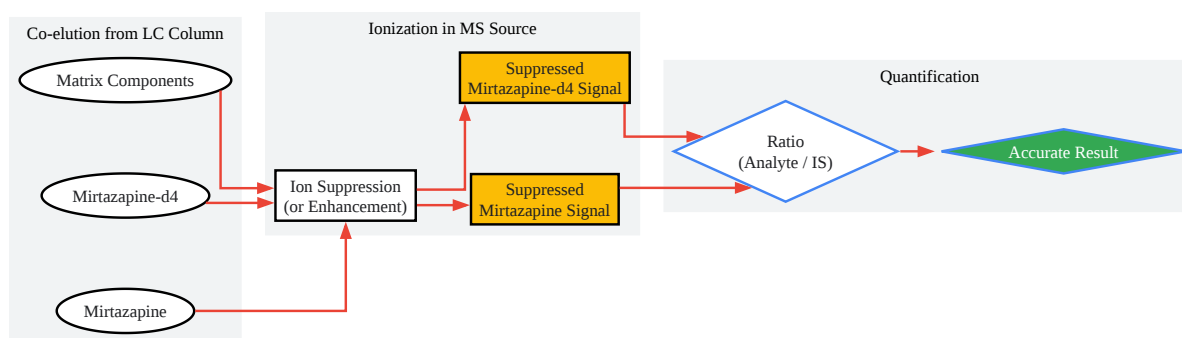 Co-elution from LC Column
Matrix Components
Mirtazapine-d4
Mirtazapine
Ionization in MS Source
Ion Suppression
(or Enhancement)
Suppressed
Mirtazapine-d4 Signal
Suppressed
Mirtazapine Signal
Quantification
Ratio
(Analyte / IS)
Accurate Result